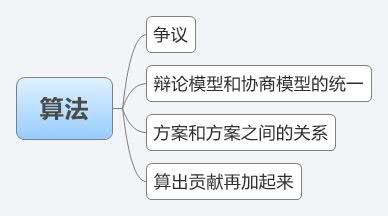 算法
争议
辩论模型和协商模型的统一
方案和方案之间的关系
算出贡献再加起来